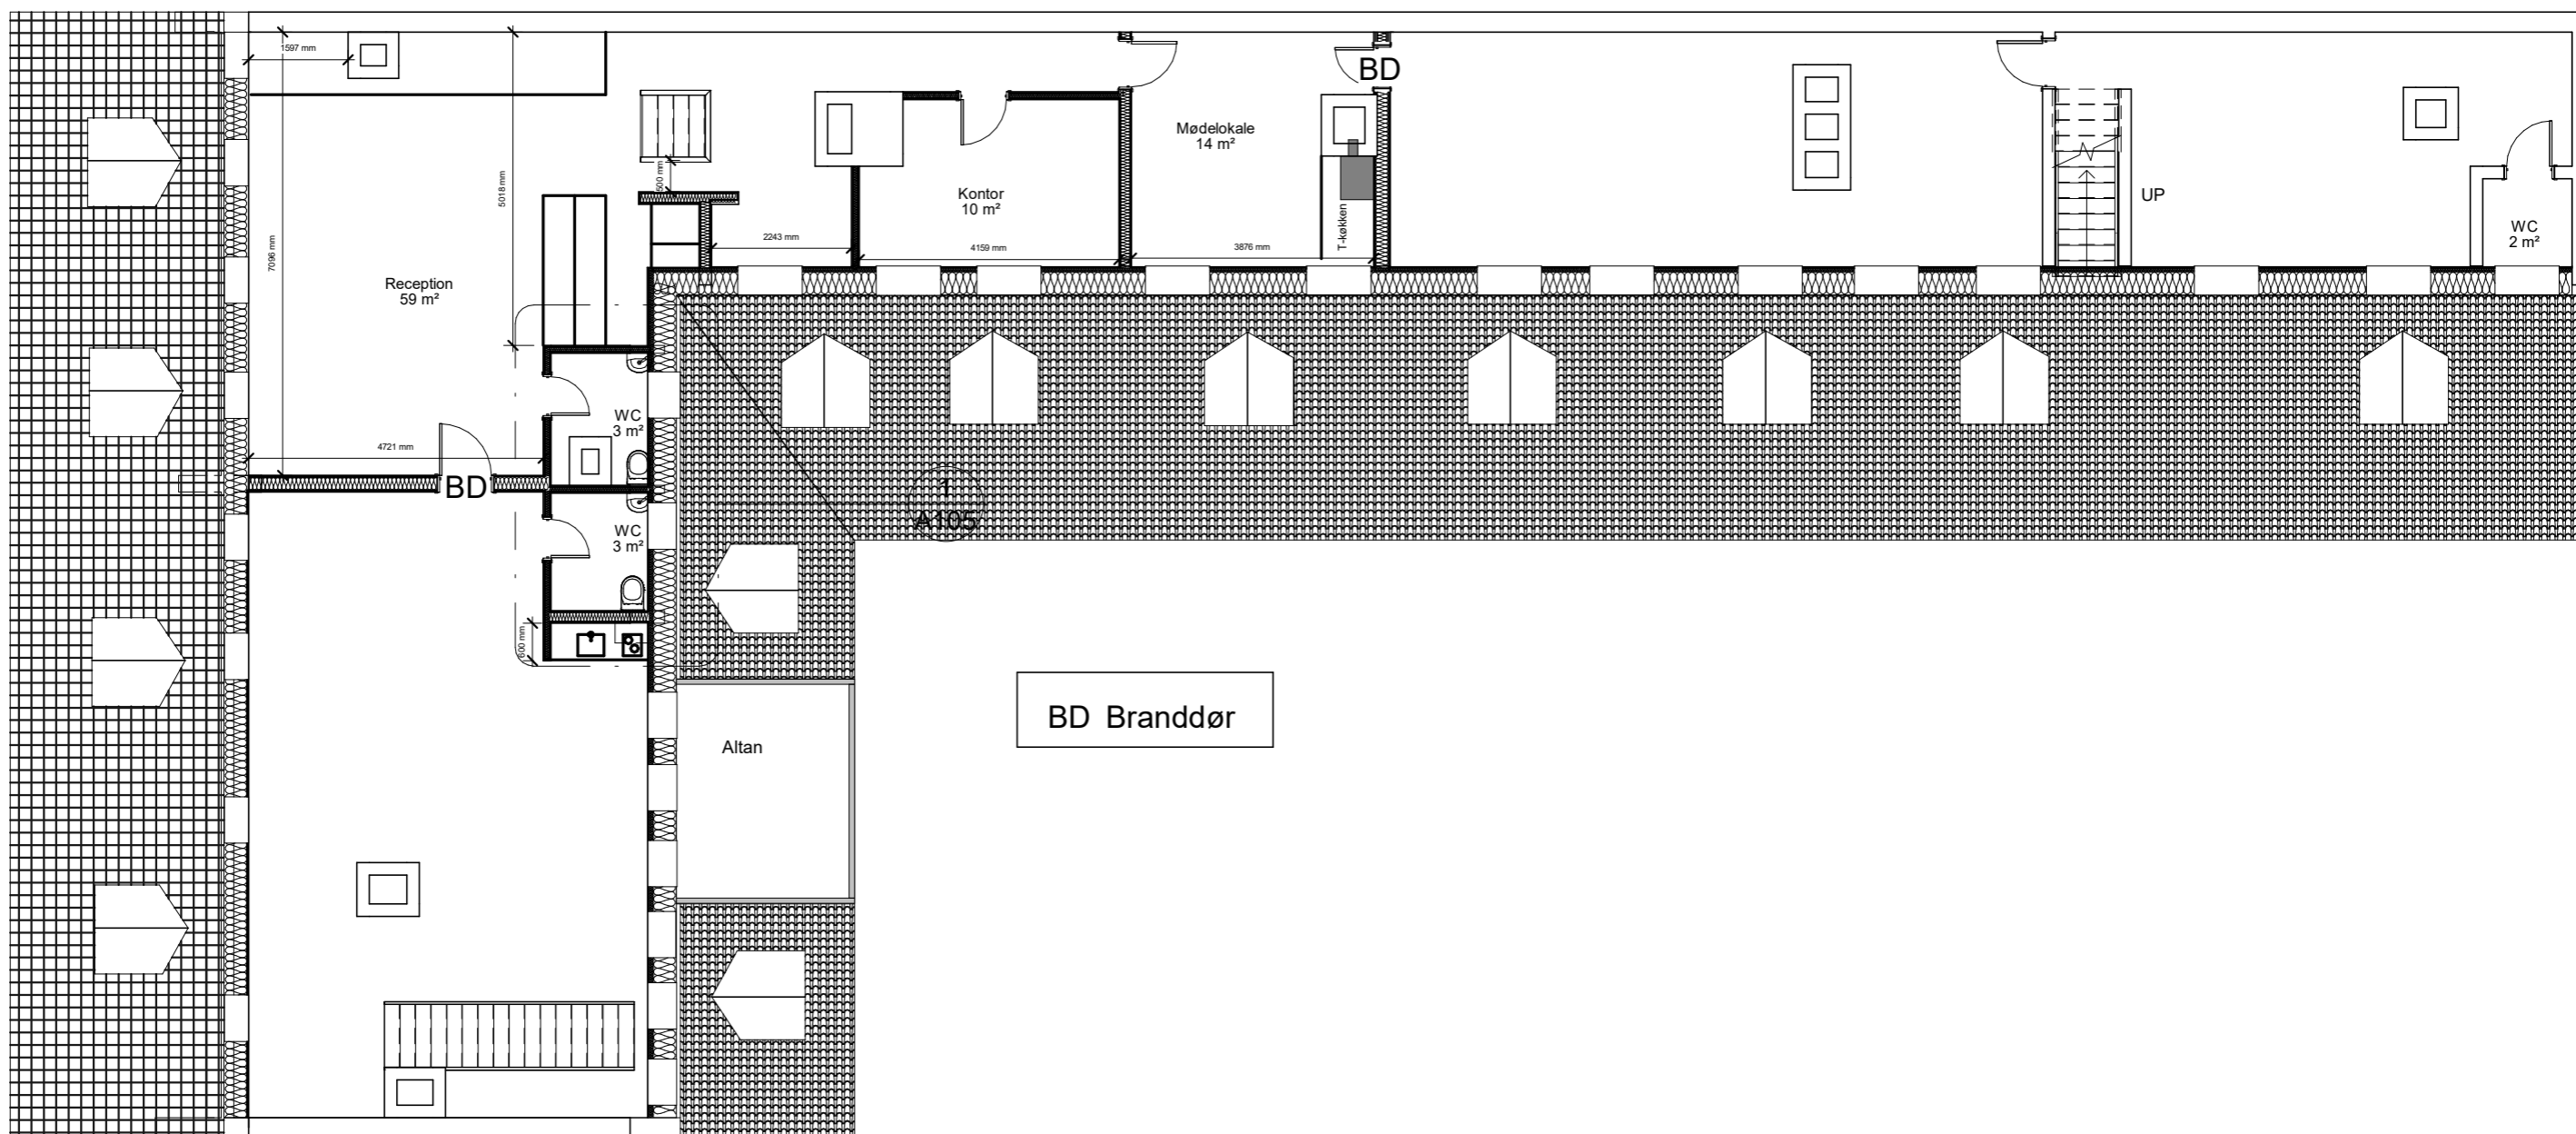 1597 mm
BD
Mødelokale
14 m²
5018 mm
500 mm
Kontor
10 m²
UP
T-køkken
WC
2 m²
2243 mm
4159 mm
3876 mm
7096 mm
Reception
59 m²
WC
3 m²
4721 mm
BD
1
A105
WC
3 m²
600 mm
BD Branddør
Altan